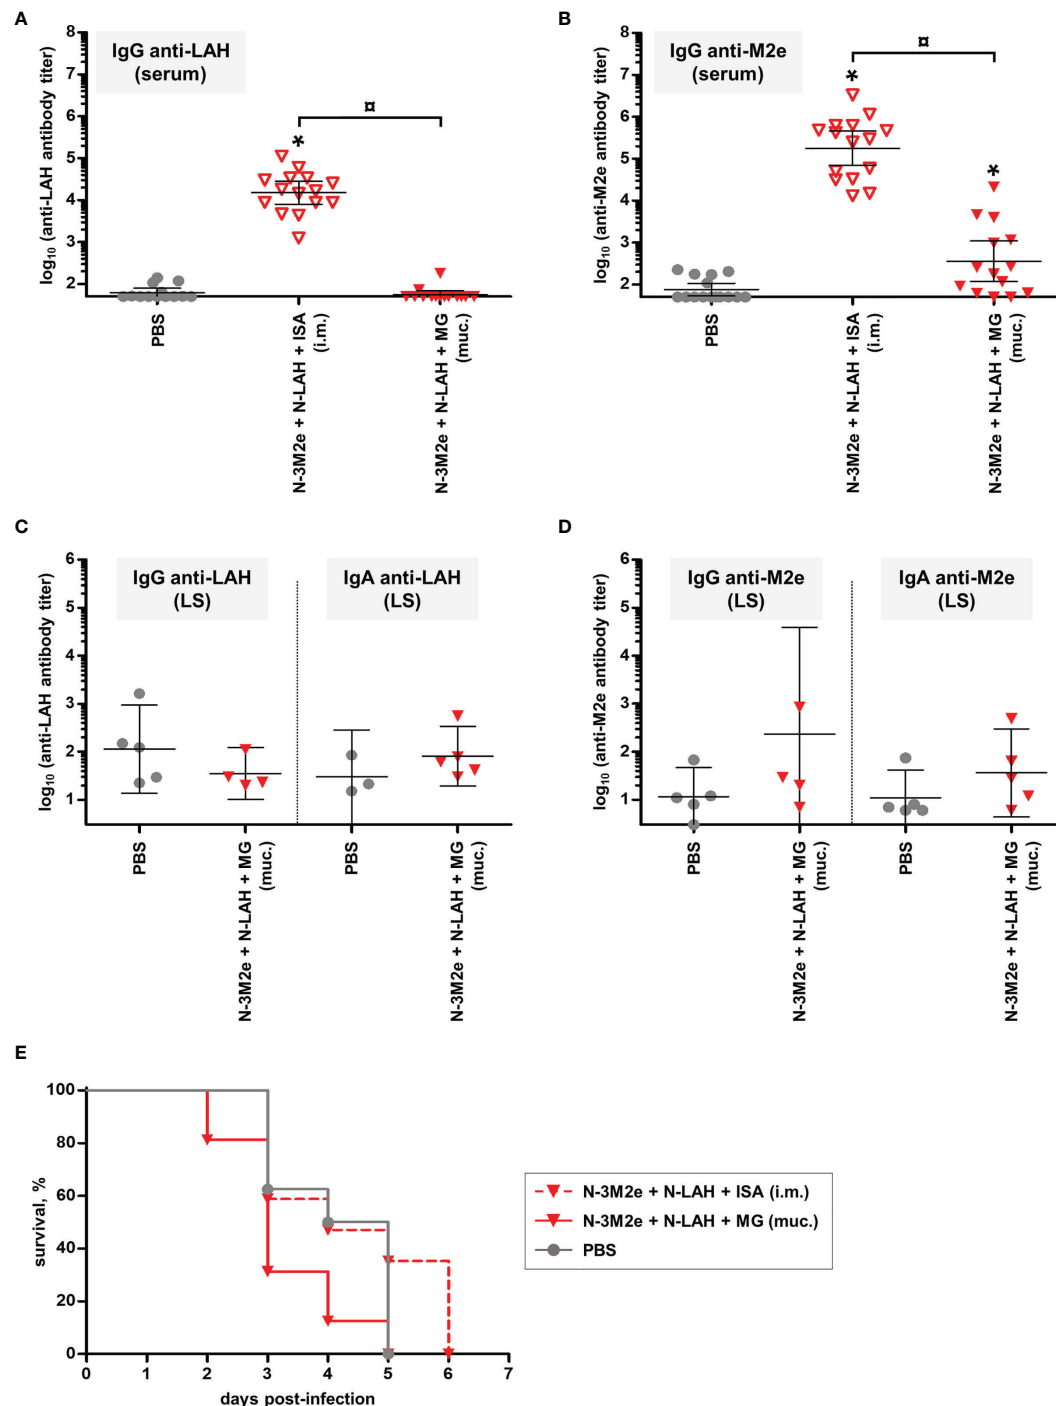 A
IgG anti-LAH
(serum)
log10 (anti-LAH antibody titer)
8
7
6
5
4
3
2
¤
*
PBS
N-3M2e + N-LAH + ISA
(i.m.)
N-3M2e + N-LAH + MG
(muc.)
B
IgG anti-M2e
(serum)
log10 (anti-M2e antibody titer)
8
7
6
5
4
3
2
¤
*
*
PBS
N-3M2e + N-LAH + ISA
(i.m.)
N-3M2e + N-LAH + MG
(muc.)
C
IgG anti-LAH
(LS)
IgA anti-LAH
(LS)
log10 (anti-LAH antibody titer)
6
5
4
3
2
1
PBS
N-3M2e + N-LAH + MG
(muc.)
PBS
N-3M2e + N-LAH + MG
(muc.)
D
IgG anti-M2e
(LS)
IgA anti-M2e
(LS)
log10 (anti-M2e antibody titer)
6
5
4
3
2
1
PBS
N-3M2e + N-LAH + MG
(muc.)
PBS
N-3M2e + N-LAH + MG
(muc.)
E
survival, %
100
80
60
40
20
0
0 1 2 3 4 5 6 7
days post-infection
N-3M2e + N-LAH + ISA (i.m.)
N-3M2e + N-LAH + MG (muc.)
PBS